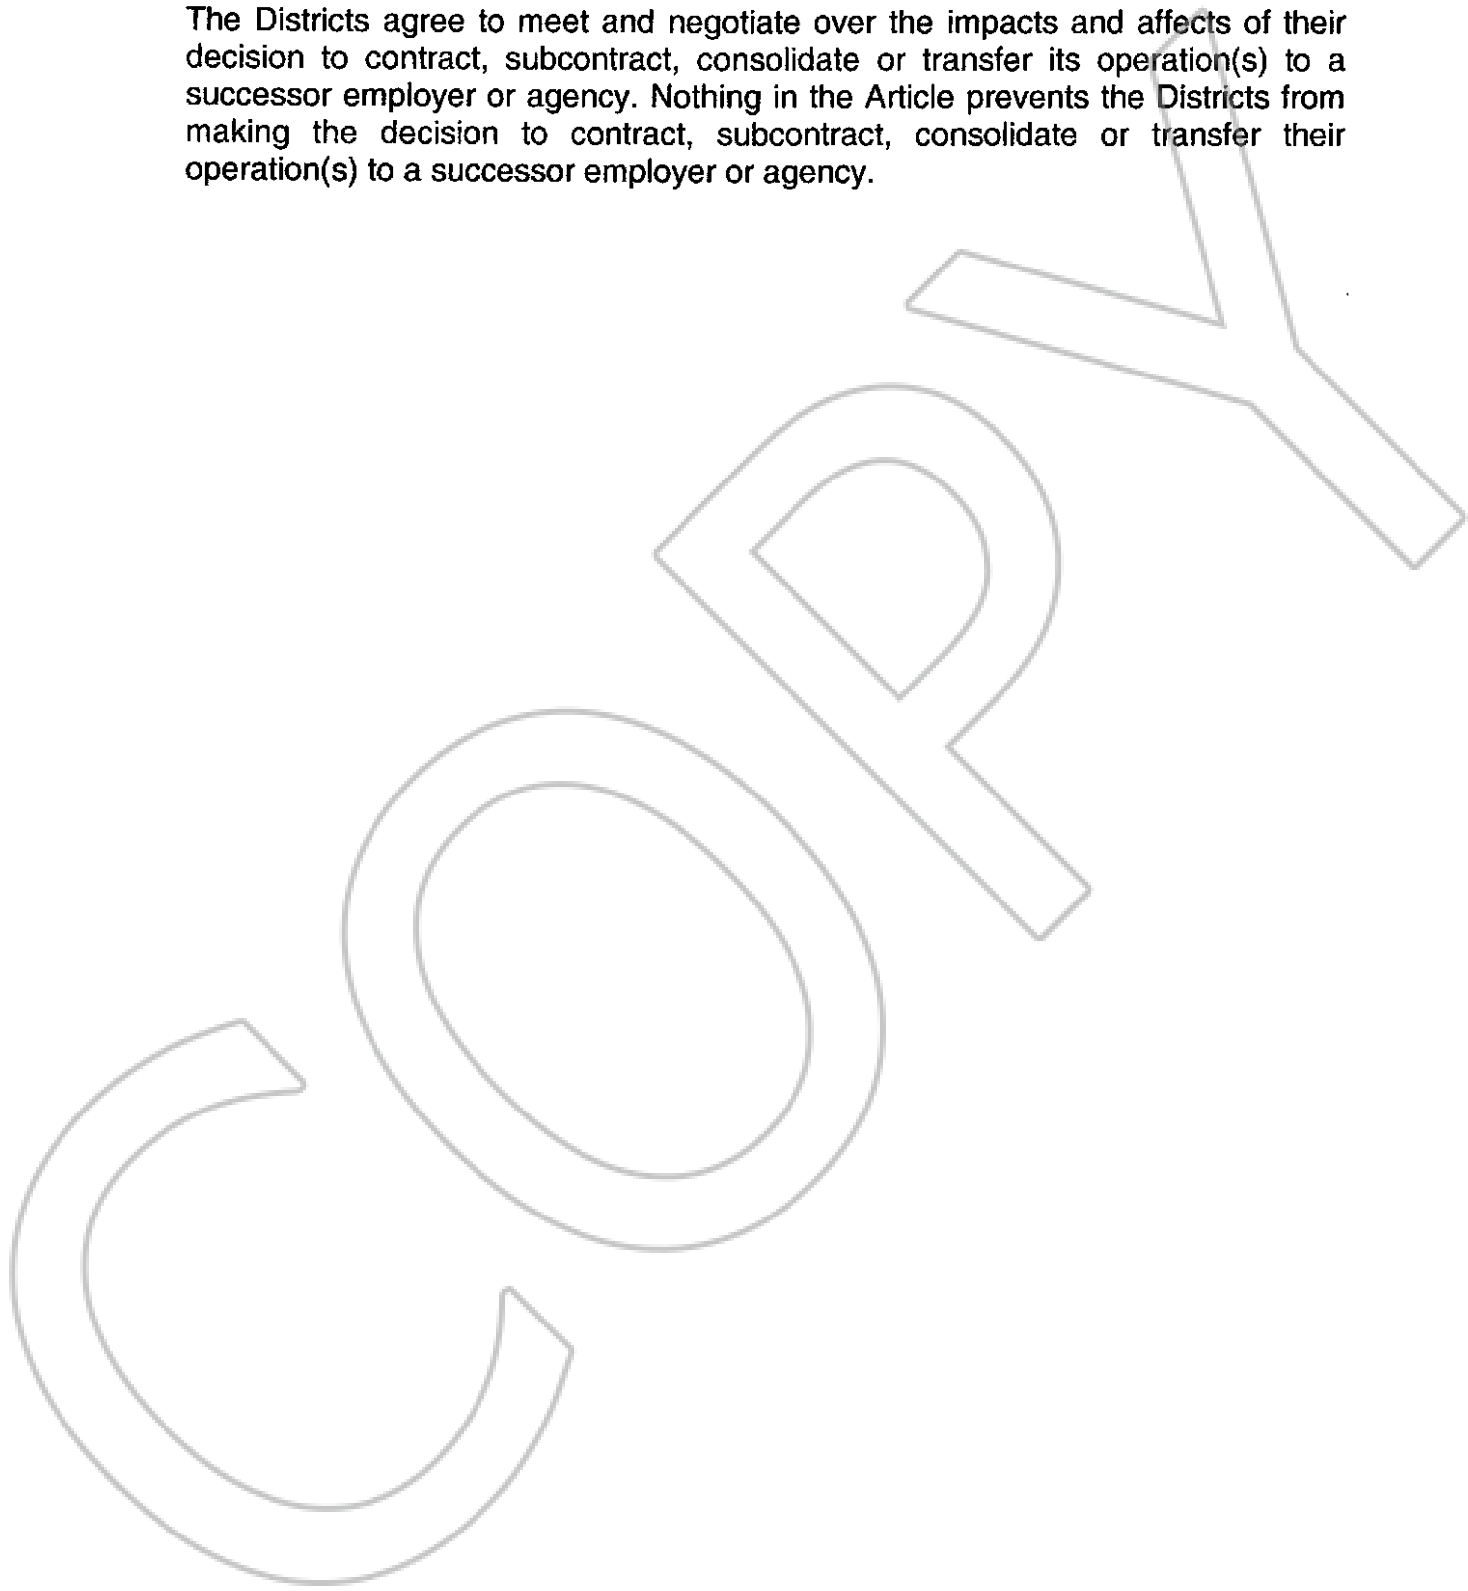 The Districts agree to meet and negotiate over the impacts and affects of their
decision to contract, subcontract, consolidate or transfer its operation(s) to a
successor employer or agency. Nothing in the Article prevents the Districts from
making the decision to contract, subcontract, consolidate or transfer their
operation(s) to a successor employer or agency.
COPY